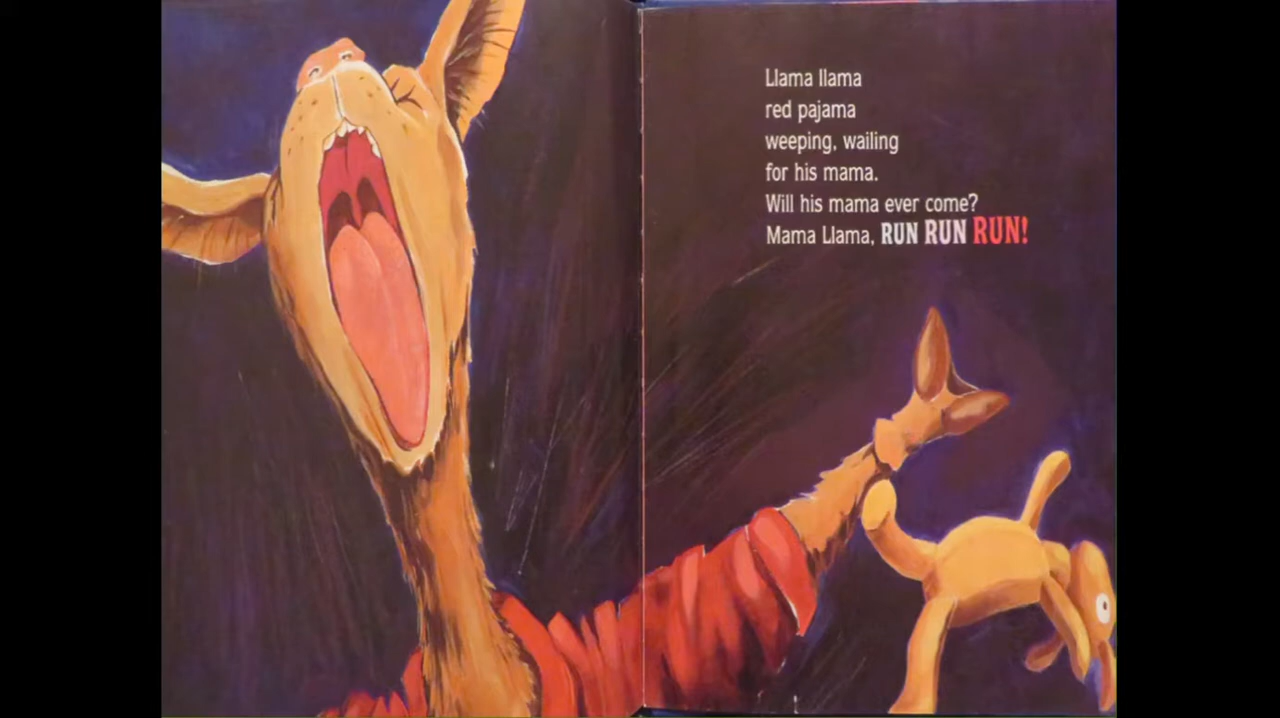 Llama llama
red pajama
weeping, wailing
for his mama.
Will his mama ever come?
Mama Llama, RUN RUN RUN!